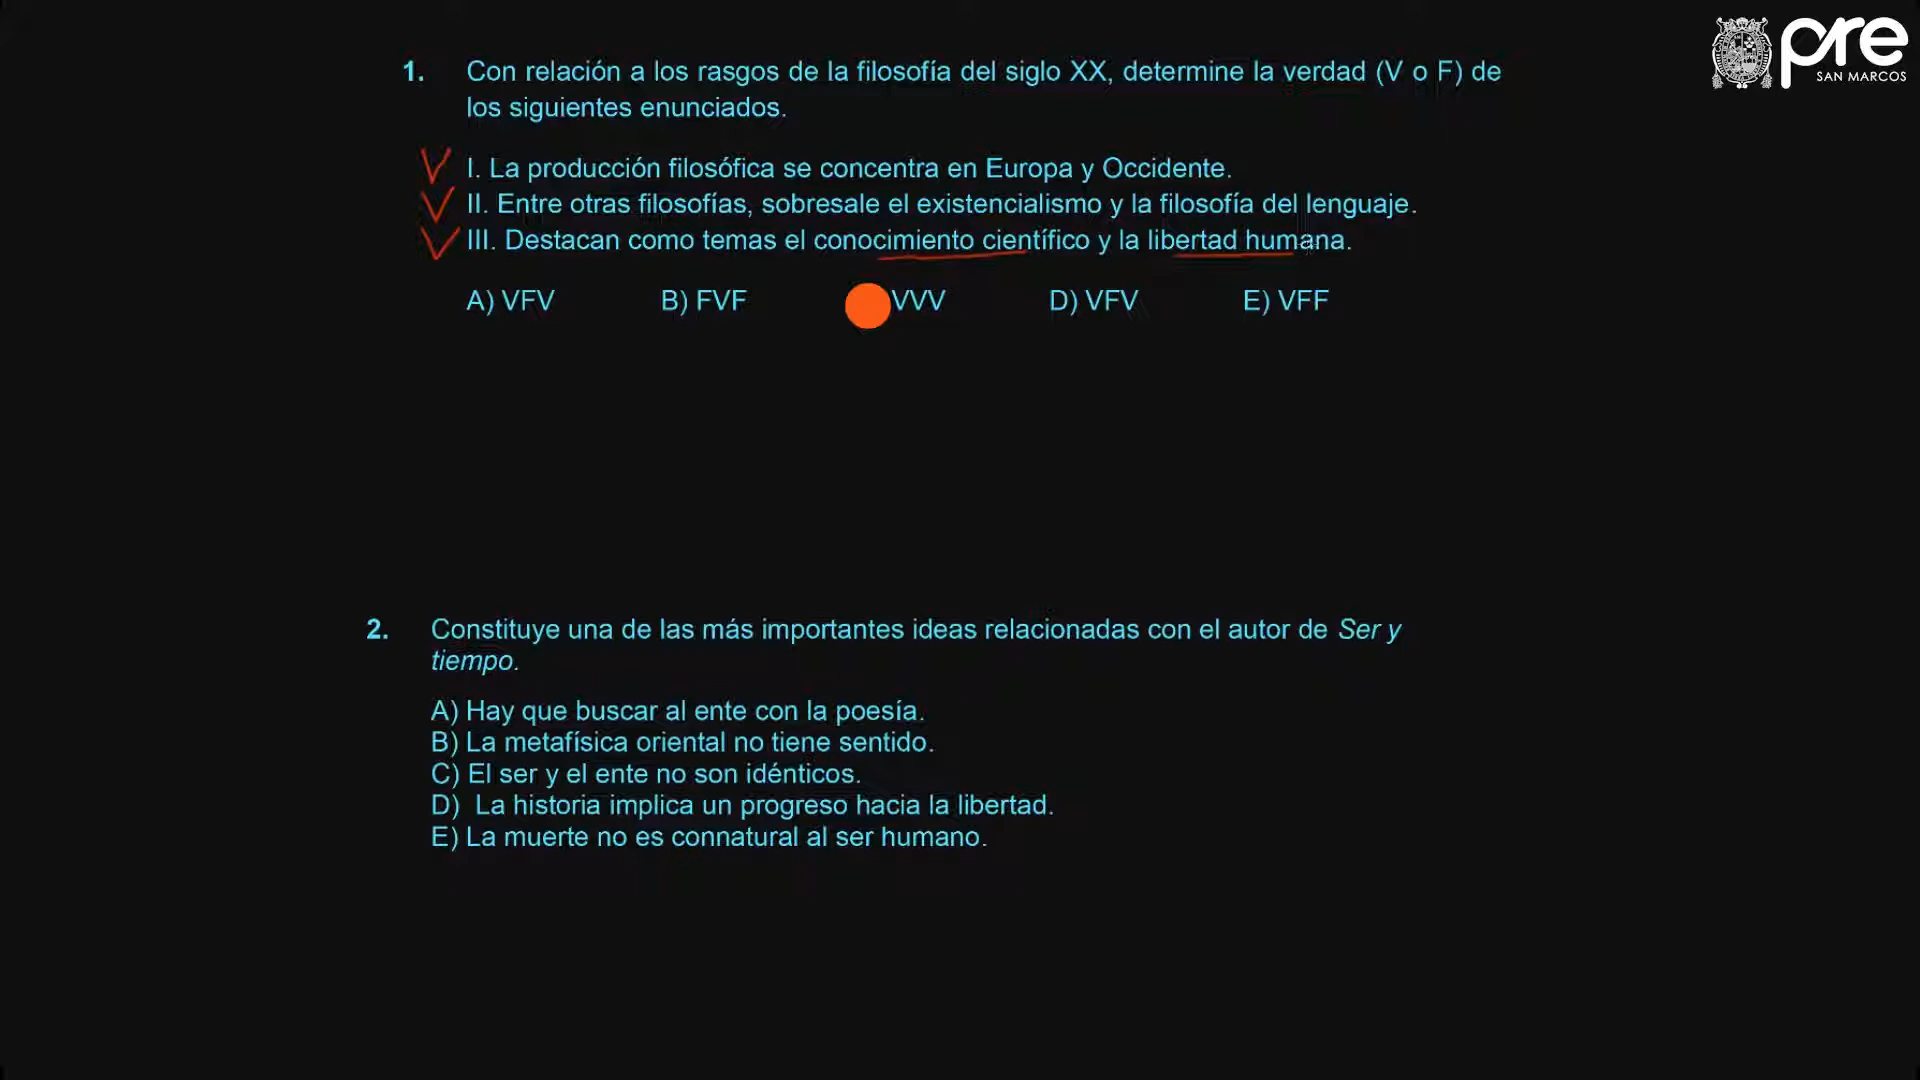 pre
SAN MARCOS
1. Con relación a los rasgos de la filosofía del siglo XX, determine la verdad (V o F) de
los siguientes enunciados.
V I. La producción filosófica se concentra en Europa y Occidente.
V II. Entre otras filosofías, sobresale el existencialismo y la filosofía del lenguaje.
V III. Destacan como temas el conocimiento científico y la libertad humana.
A) VFV B) FVF VVV D) VFV E) VFF
2. Constituye una de las más importantes ideas relacionadas con el autor de Ser y
tiempo.
A) Hay que buscar al ente con la poesía.
B) La metafísica oriental no tiene sentido.
C) El ser y el ente no son idénticos.
D) La historia implica un progreso hacia la libertad.
E) La muerte no es connatural al ser humano.